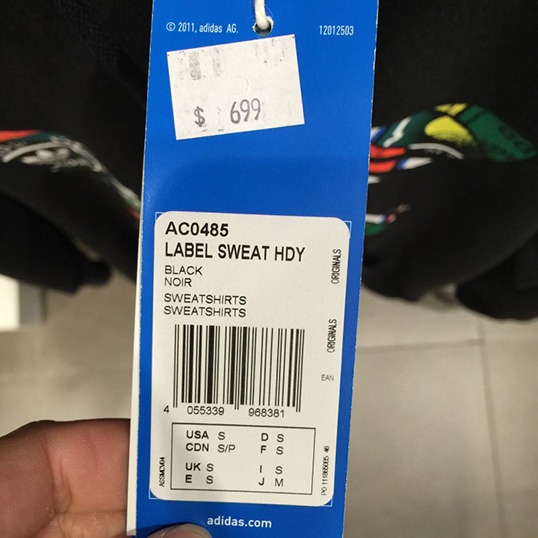 © 2011, adidas AG. 12012503
$ 699
AC0485
LABEL SWEAT HDY
BLACK
NOIR
SWEATSHIRTS
SWEATSHIRTS
ORIGINALS
ORIGINALS
EAN
4 055339 968381
USA S D S
CDN S/P F S
UK S I S
E S J M
adidas.com